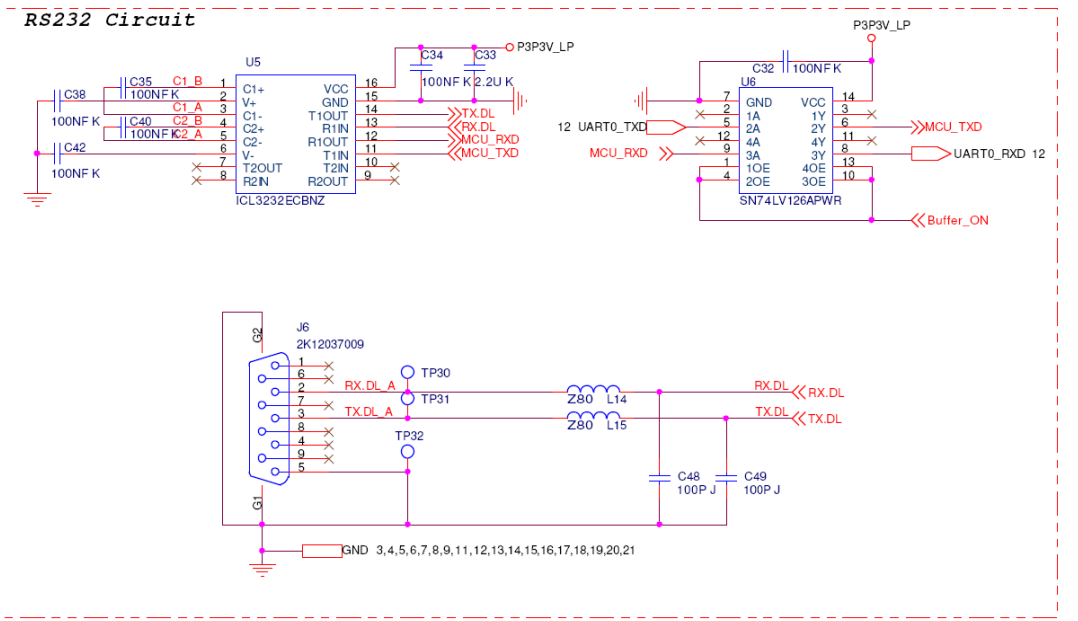 RS232 Circuit
P3P3V_LP
U5
C34
100NF K
C33
2.2U K
P3P3V_LP
C35
100NF K
C1_B
C38
100NF K
C1_A
C40
100NF K
C2_B
C2_A
C42
100NF K
1 C1+ VCC 16
2 V+ GND 15
3 C1- T1OUT 14 TX.DL
4 C2+ R1IN 13 RX.DL
5 C2- R1OUT 12 MCU_RXD
6 V- T1IN 11 MCU_TXD
7 T2OUT T2IN 10
8 R2IN R2OUT 9
ICL3232ECBNZ
C32 100NF K
U6
7 GND VCC 14
2 1A 1Y 3
12 UART0_TXD 5 2A 2Y 6 MCU_TXD
12 4A 4Y 11
MCU_RXD 9 3A 3Y 8 UART0_RXD 12
1 1OE 4OE 13
4 2OE 3OE 10
SN74LV126APWR
Buffer_ON
J6
2K12037009
G2
1
6
2 RX.DL_A TP30 Z80 L14 RX.DL RX.DL
7
3 TX.DL_A TP31 Z80 L15 TX.DL TX.DL
8
4
9
5
TP32
G1
C48
100P J
C49
100P J
GND 3,4,5,6,7,8,9,11,12,13,14,15,16,17,18,19,20,21